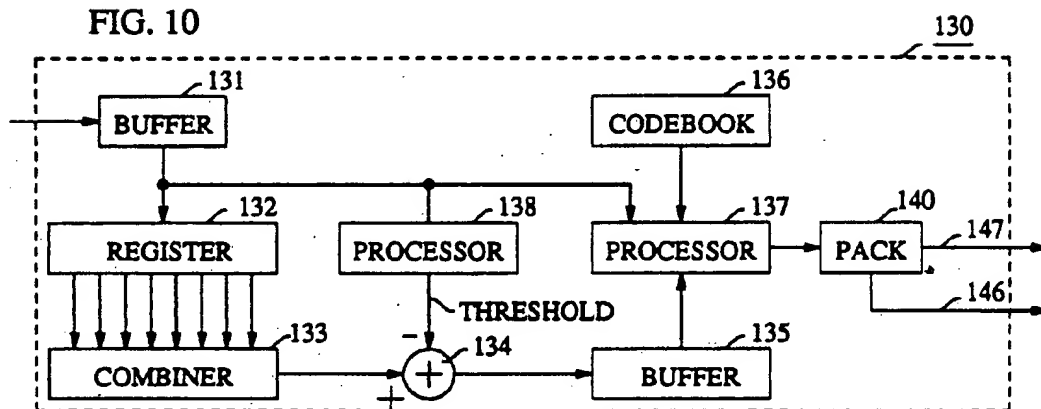 FIG. 10
130
131
136
BUFFER
CODEBOOK
132
138
137
140
147
REGISTER
PROCESSOR
PROCESSOR
PACK
146
THRESHOLD
133
-
134
135
COMBINER
+
BUFFER
+